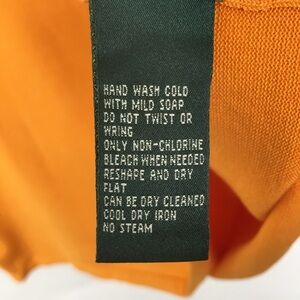 HAND WASH COLD
WITH MILD SOAP
DO NOT TWIST OR
WRING
ONLY NON-CHLORINE
BLEACH WHEN NEEDED
RESHAPE AND DRY
FLAT
CAN BE DRY CLEANED
COOL DRY IRON
NO STEAM